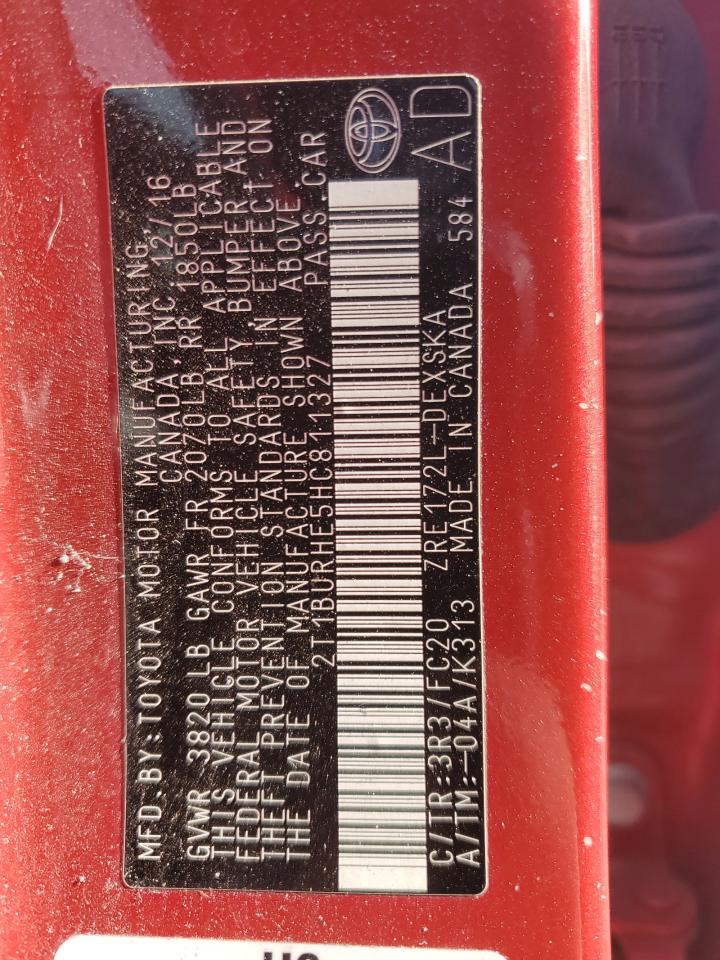 MFD.BY:TOYOTA MOTOR MANUFACTURING,
CANADA,INC 12/16
GVWR 3820 LB GAWR FR 2070LB RR 1850LB
THIS VEHICLE CONFORMS TO ALL APPLICABLE
FEDERAL MOTOR VEHICLE SAFETY, BUMPER, AND
THEFT PREVENTION STANDARDS IN EFFECT ON
THE DATE OF MANUFACTURE SHOWN ABOVE
2T1BURHE5HC811327 PASS.CAR
C/TR:3R3/FC20 ZRE172L-DEXSKA
A/TM:-04A/K313 MADE IN CANADA 584
AD